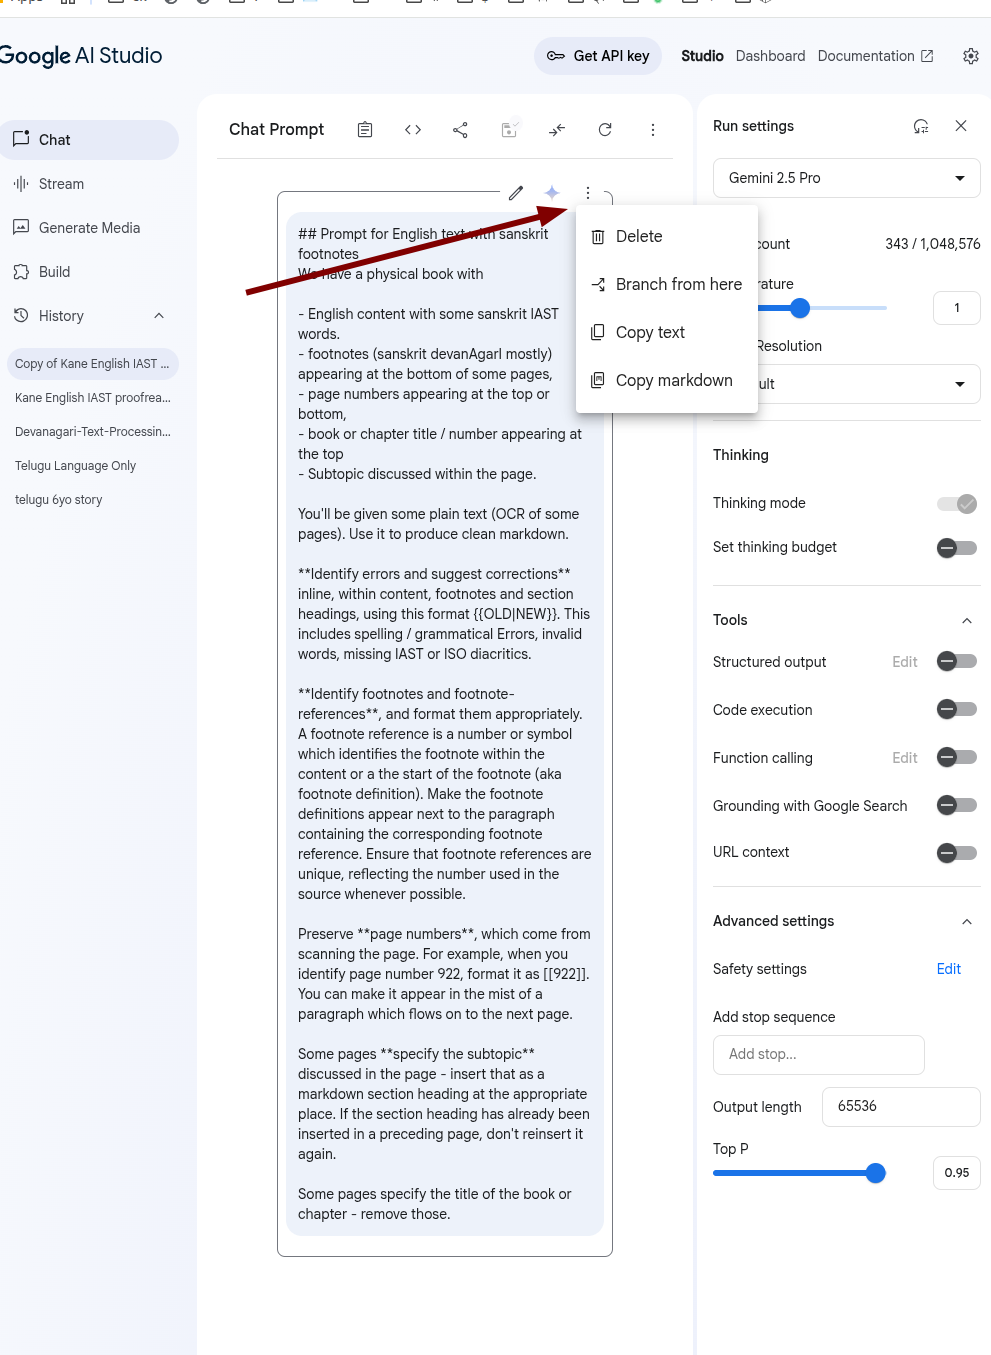 Google AI Studio
Get API key
Studio
Dashboard
Documentation
Chat
Stream
Generate Media
Build
History
Copy of Kane English IAST ...
Kane English IAST proofrea...
Devanagari-Text-Processin...
Telugu Language Only
telugu 6yo story
Chat Prompt
## Prompt for English text with sanskrit
footnotes
We have a physical book with
- English content with some sanskrit IAST
words.
- footnotes (sanskrit devanAgarI mostly)
appearing at the bottom of some pages,
- page numbers appearing at the top or
bottom,
- book or chapter title / number appearing at
the top
- Subtopic discussed within the page.
You'll be given some plain text (OCR of some
pages). Use it to produce clean markdown.
**Identify errors and suggest corrections**
inline, within content, footnotes and section
headings, using this format {{OLD|NEW}}. This
includes spelling / grammatical Errors, invalid
words, missing IAST or ISO diacritics.
**Identify footnotes and footnote-
references**, and format them appropriately.
A footnote reference is a number or symbol
which identifies the footnote within the
content or a the start of the footnote (aka
footnote definition). Make the footnote
definitions appear next to the paragraph
containing the corresponding footnote
reference. Ensure that footnote references are
unique, reflecting the number used in the
source whenever possible.
Preserve **page numbers**, which come from
scanning the page. For example, when you
identify page number 922, format it as [[922]].
You can make it appear in the mist of a
paragraph which flows on to the next page.
Some pages **specify the subtopic**
discussed in the page - insert that as a
markdown section heading at the appropriate
place. If the section heading has already been
inserted in a preceding page, don't reinsert it
again.
Some pages specify the title of the book or
chapter - remove those.
Delete
Branch from here
Copy text
Copy markdown
Run settings
Gemini 2.5 Pro
count 343 / 1,048,576
rature
1
Resolution
ult
Thinking
Thinking mode
Set thinking budget
Tools
Structured output Edit
Code execution
Function calling Edit
Grounding with Google Search
URL context
Advanced settings
Safety settings Edit
Add stop sequence
Add stop...
Output length 65536
Top P
0.95